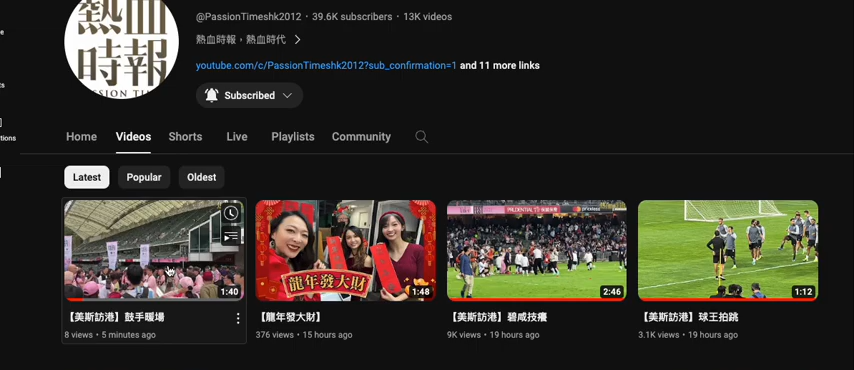 熱血
時報
PASSION TIM
@PassionTimeshk2012 · 39.6K subscribers · 13K videos
熱血時報,熱血時代
youtube.com/c/PassionTimeshk2012?sub_confirmation=1 and 11 more links
Subscribed
Home Videos Shorts Live Playlists Community
tions
Latest Popular Oldest
PRUDENTIAL
龍年發大財
1:40
1:48
2:46
1:12
【美斯訪港】鼓手暖場
8 views • 5 minutes ago
【龍年發大財】
376 views • 15 hours ago
【美斯訪港】碧咸技癢
9K views • 19 hours ago
【美斯訪港】球王拍跳
3.1K views • 19 hours ago